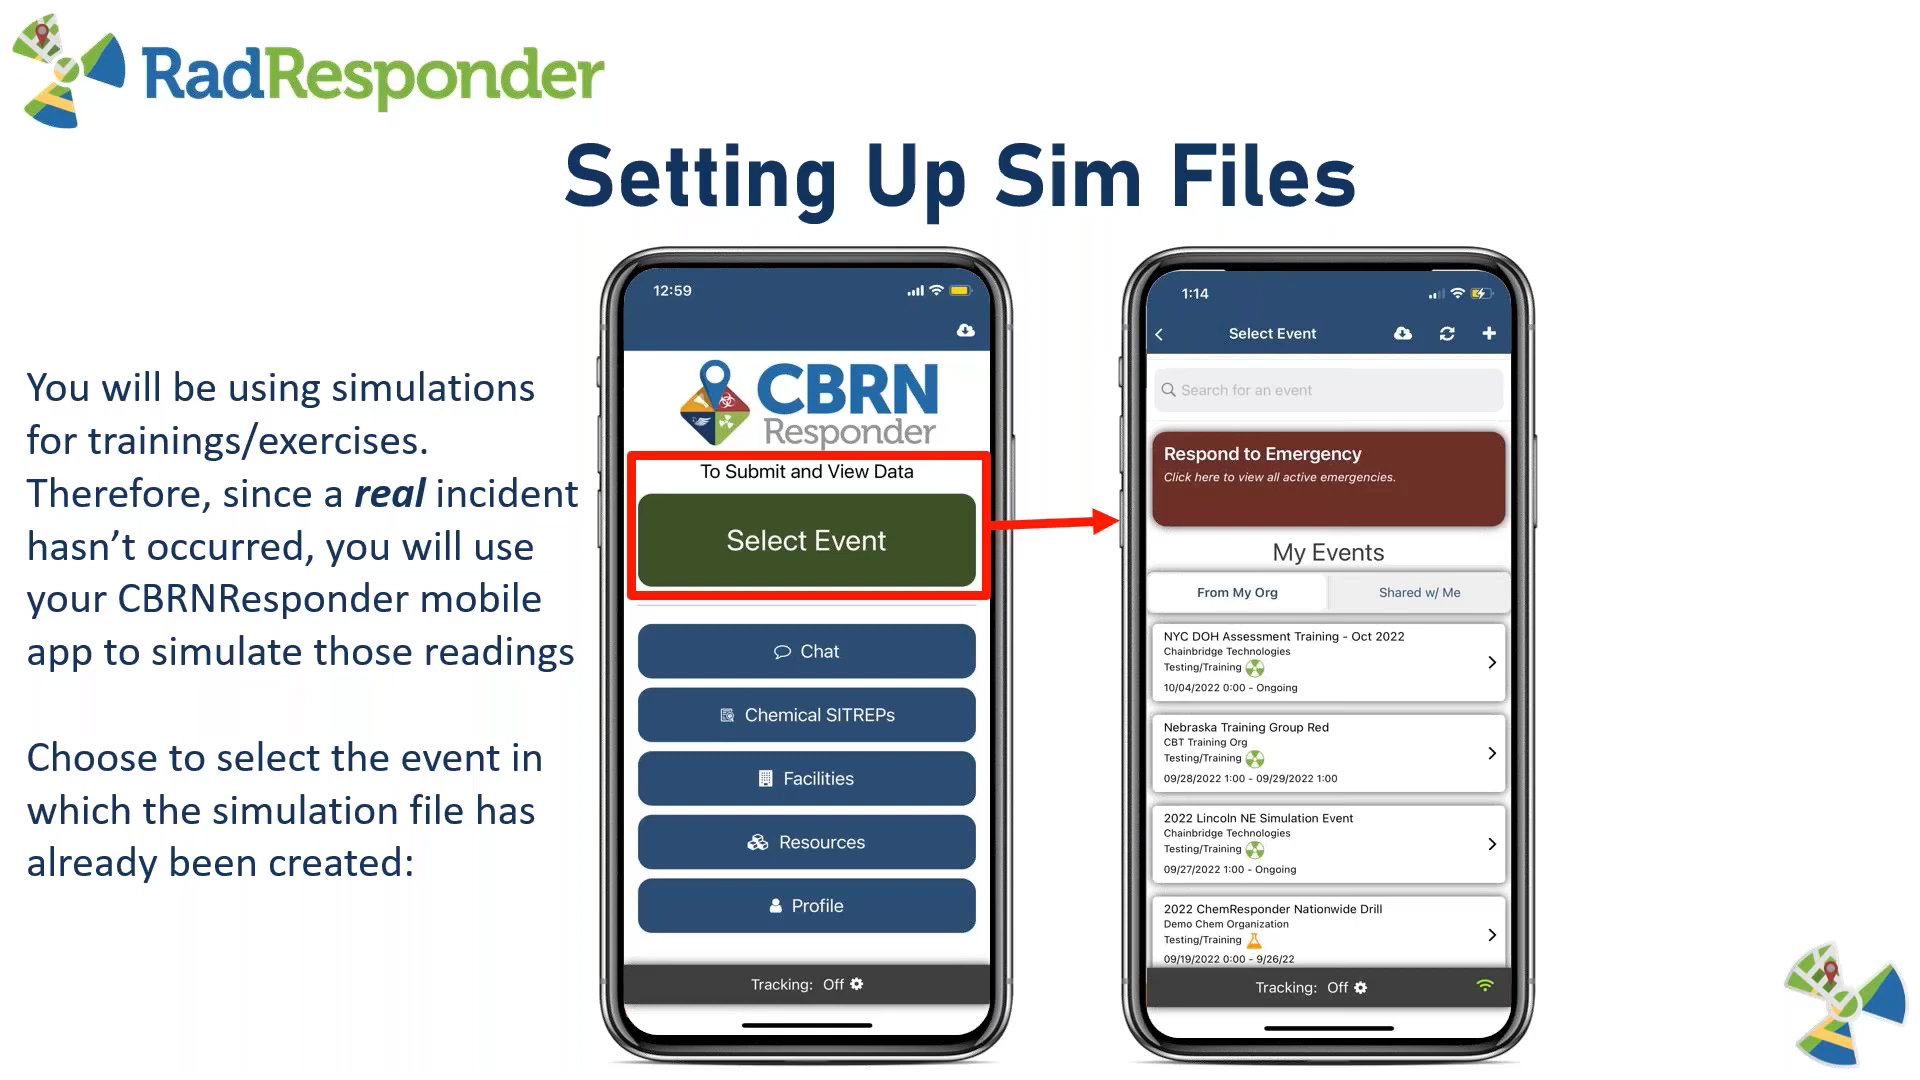 RadResponder
Setting Up Sim Files
You will be using simulations
for trainings/exercises.
Therefore, since a real incident
hasn't occurred, you will use
your CBRNResponder mobile
app to simulate those readings
Choose to select the event in
which the simulation file has
already been created:
12:59
CBRN
Responder
To Submit and View Data
Select Event
Chat
Chemical SITREPs
Facilities
Resources
Profile
Tracking: Off
1:14
Select Event
Search for an event
Respond to Emergency
Click here to view all active emergencies.
My Events
From My Org Shared w/ Me
NYC DOH Assessment Training - Oct 2022
Chainbridge Technologies
Testing/Training
10/04/2022 0:00 - Ongoing
Nebraska Training Group Red
CBT Training Org
Testing/Training
09/28/2022 1:00 - 09/29/2022 1:00
2022 Lincoln NE Simulation Event
Chainbridge Technologies
Testing/Training
09/27/2022 1:00 - Ongoing
2022 ChemResponder Nationwide Drill
Demo Chem Organization
Testing/Training
09/19/2022 0:00 - 9/26/22
Tracking: Off